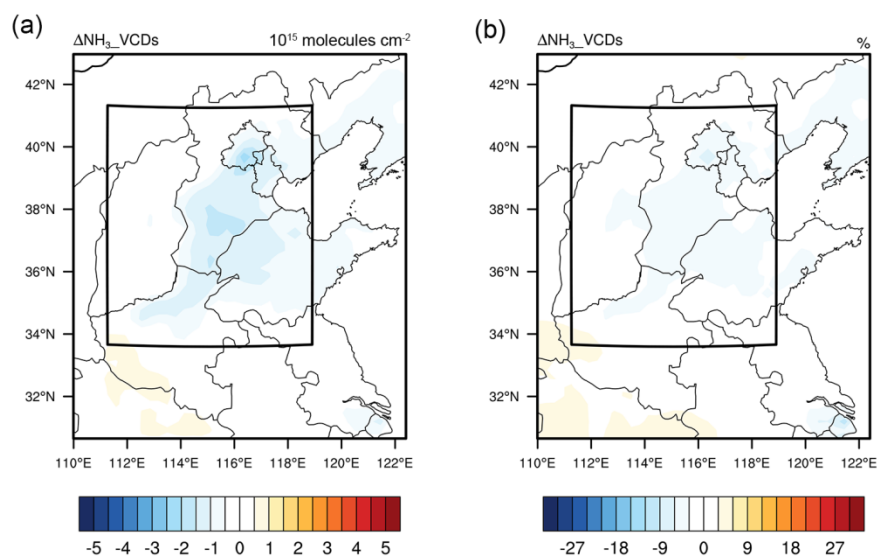 (a)
ΔNH₃_VCDs 10¹⁵ molecules cm⁻²
42°N
40°N
38°N
36°N
34°N
32°N
110°E 112°E 114°E 116°E 118°E 120°E 122°E
-5 -4 -3 -2 -1 0 1 2 3 4 5
(b)
ΔNH₃_VCDs %
42°N
40°N
38°N
36°N
34°N
32°N
110°E 112°E 114°E 116°E 118°E 120°E 122°E
-27 -18 -9 0 9 18 27